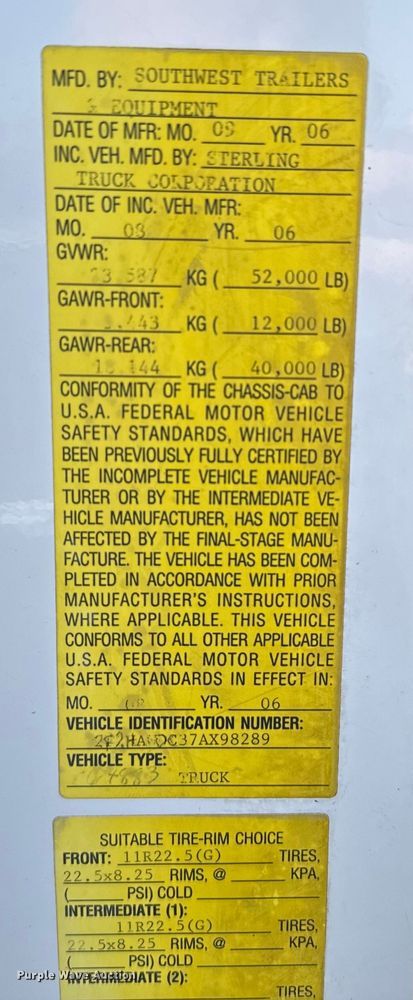 MFD. BY: SOUTHWEST TRAILERS
& EQUIPMENT
DATE OF MFR: MO. 09 YR. 06
INC. VEH. MFD. BY: STERLING
TRUCK CORPORATION
DATE OF INC. VEH. MFR:
MO. 03 YR. 06
GVWR:
23 587 KG ( 52,000 LB)
GAWR-FRONT:
5.443 KG ( 12,000 LB)
GAWR-REAR:
18 144 KG ( 40,000 LB)
CONFORMITY OF THE CHASSIS-CAB TO
U.S.A. FEDERAL MOTOR VEHICLE
SAFETY STANDARDS, WHICH HAVE
BEEN PREVIOUSLY FULLY CERTIFIED BY
THE INCOMPLETE VEHICLE MANUFAC-
TURER OR BY THE INTERMEDIATE VE-
HICLE MANUFACTURER, HAS NOT BEEN
AFFECTED BY THE FINAL-STAGE MANU-
FACTURE. THE VEHICLE HAS BEEN COM-
PLETED IN ACCORDANCE WITH PRIOR
MANUFACTURER'S INSTRUCTIONS,
WHERE APPLICABLE. THIS VEHICLE
CONFORMS TO ALL OTHER APPLICABLE
U.S.A. FEDERAL MOTOR VEHICLE
SAFETY STANDARDS IN EFFECT IN:
MO. YR. 06
VEHICLE IDENTIFICATION NUMBER:
VEHICLE TYPE:
TRUCK
SUITABLE TIRE-RIM CHOICE
FRONT: 11R22.5(G) TIRES,
22.5x8.25 RIMS, @ KPA,
( PSI) COLD
INTERMEDIATE (1):
11R22.5(G) TIRES,
22.5x8.25 RIMS, @ KPA,
( PSI) COLD
INTERMEDIATE (2):
TIRES,
Purple Wave Auction